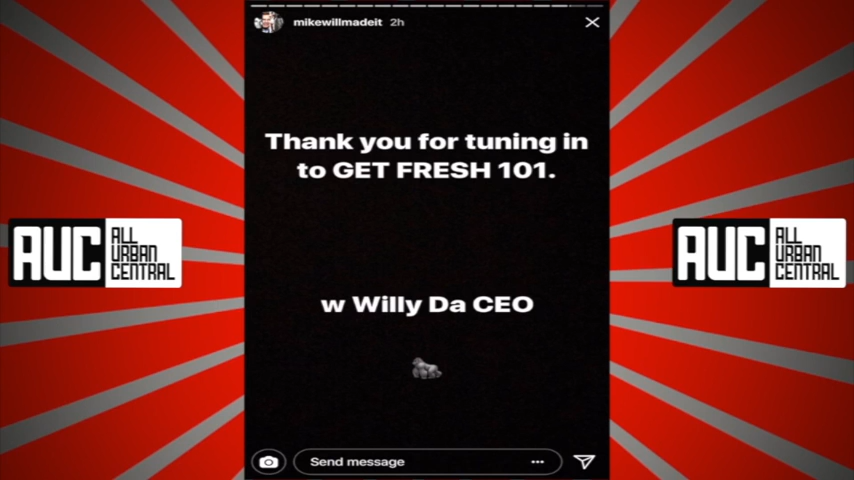 mikewillmadeit 2h
Thank you for tuning in
to GET FRESH 101.
w Willy Da CEO
Send message
AUC ALL URBAN CENTRAL
AUC ALL URBAN CENTRAL